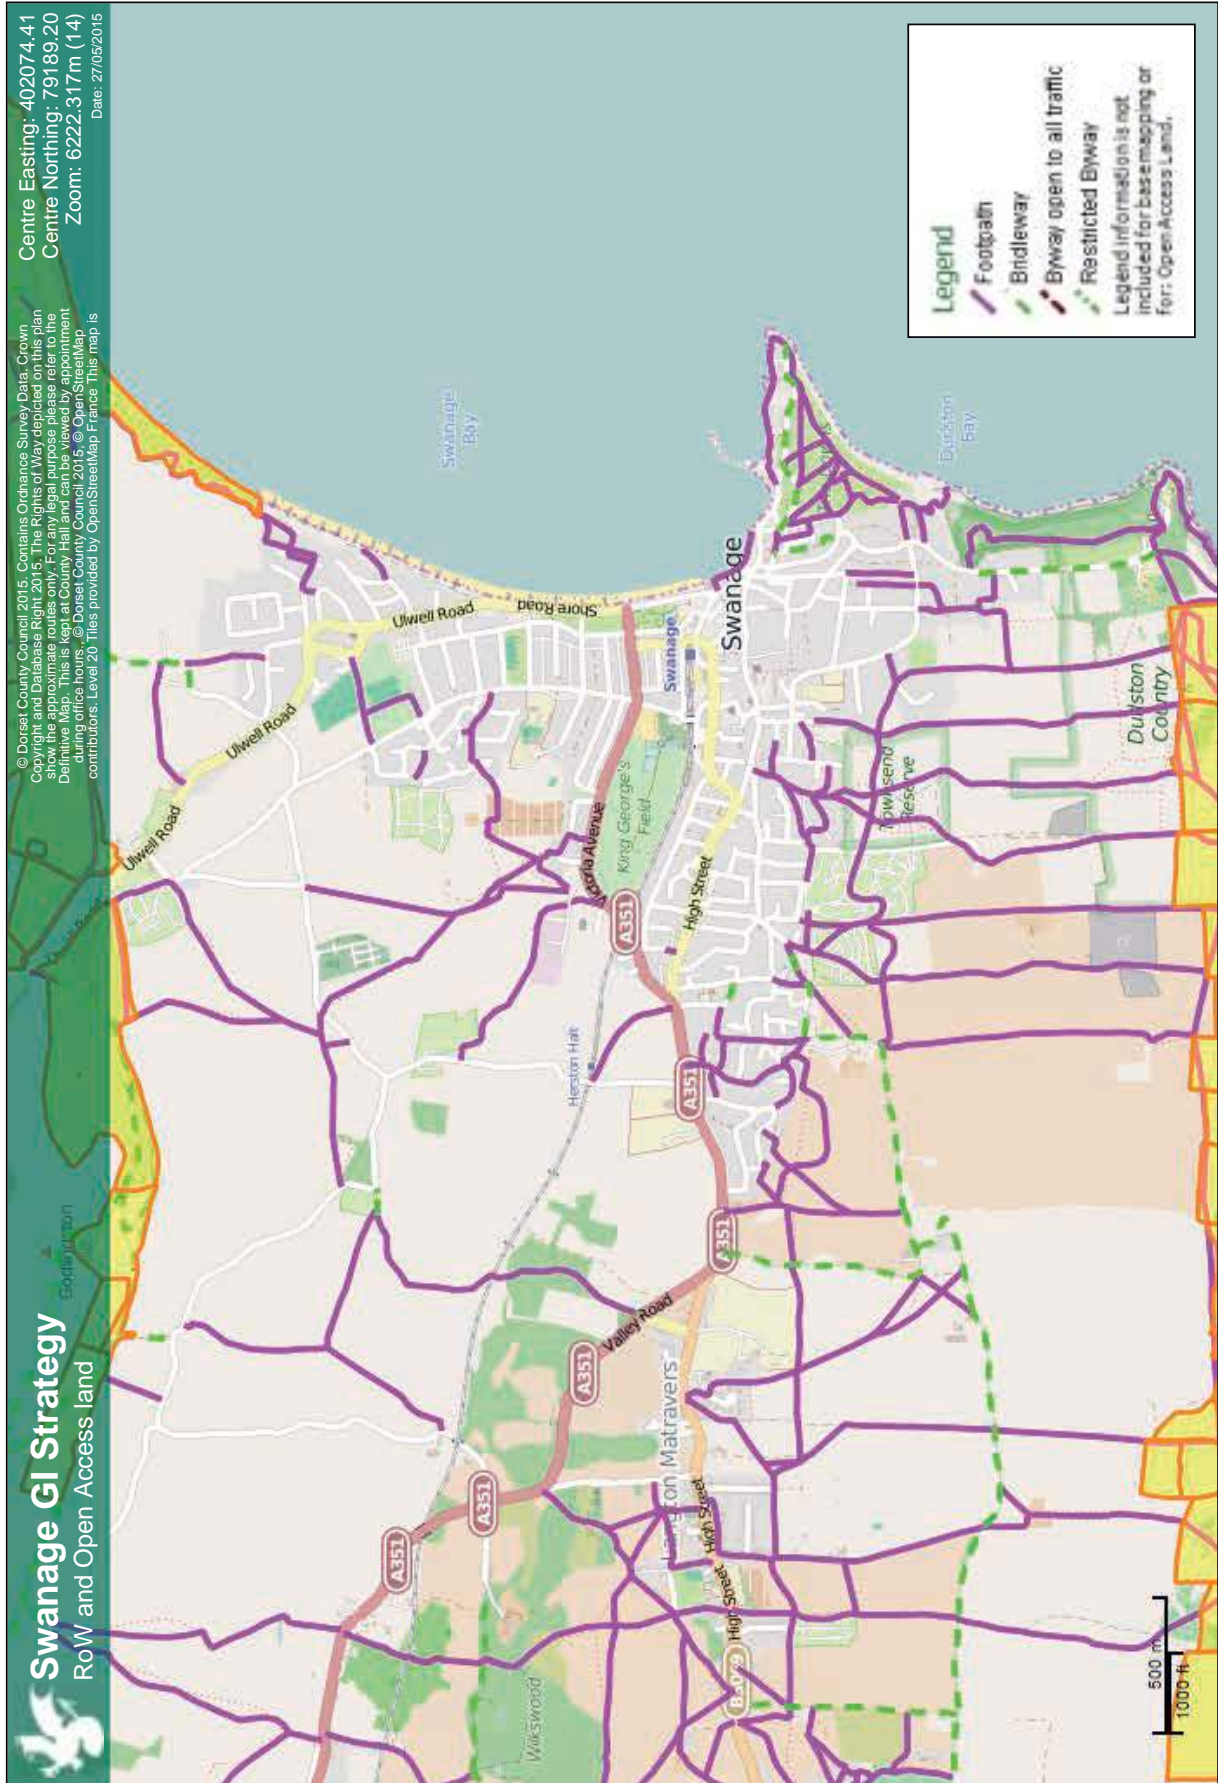 Swanage GI Strategy
RoW and Open Access land
© Dorset County Council 2015. Contains Ordnance Survey Data. Crown
Copyright and Database Right 2015. The Rights of Way depicted on this plan
show the approximate routes only. For any legal purpose please refer to the
Definitive Map. This is kept at County Hall and can be viewed by appointment
during office hours. © Dorset County Council 2015, © OpenStreetMap
contributors. Level 20 Tiles provided by OpenStreetMap France This map is
Centre Easting: 402074.41
Centre Northing: 79189.20
Zoom: 6222.317m (14)
Date: 27/05/2015
Godlingston
Ulwell Road
Ulwell Road
Ulwell Road
Shore Road
Swanage
Bay
Victoria Avenue
King George's
Field
Swanage
Swanage
High Street
A351
Herston Halt
A351
A351
Valley Road
A351
A351
A351
Langton Matravers
High Street
High Street
B3069
Wilkswood
Townsend
Reserve
Durlston
Country
Durlston
Bay
500 m
1000 ft
Legend
Footpath
Bridleway
Byway open to all traffic
Restricted Byway
Legend information is not
included for basemapping or
for: Open Access Land.